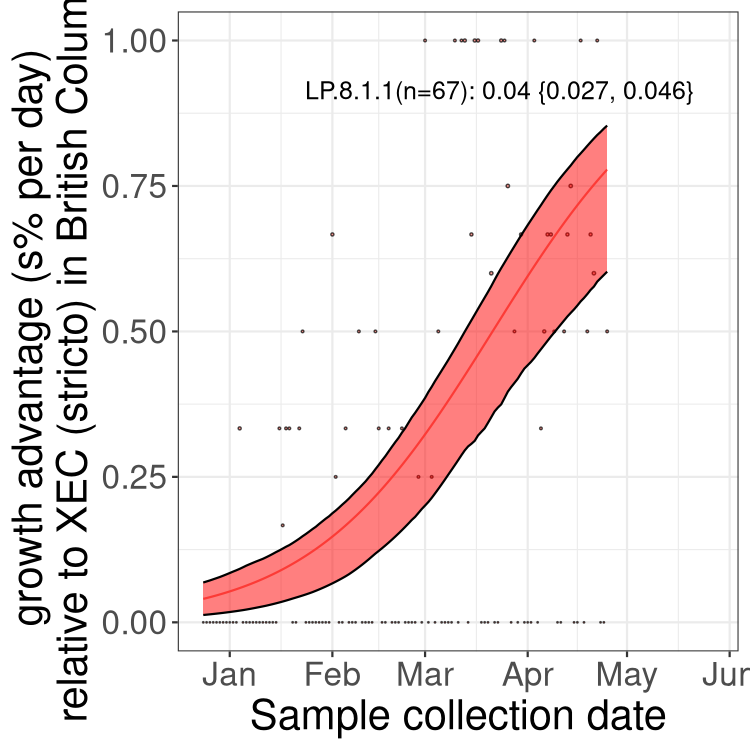 growth advantage (s% per day)
relative to XEC (stricto) in British Colum
1.00
0.75
0.50
0.25
0.00
LP.8.1.1(n=67): 0.04 {0.027, 0.046}
Jan Feb Mar Apr May Jun
Sample collection date